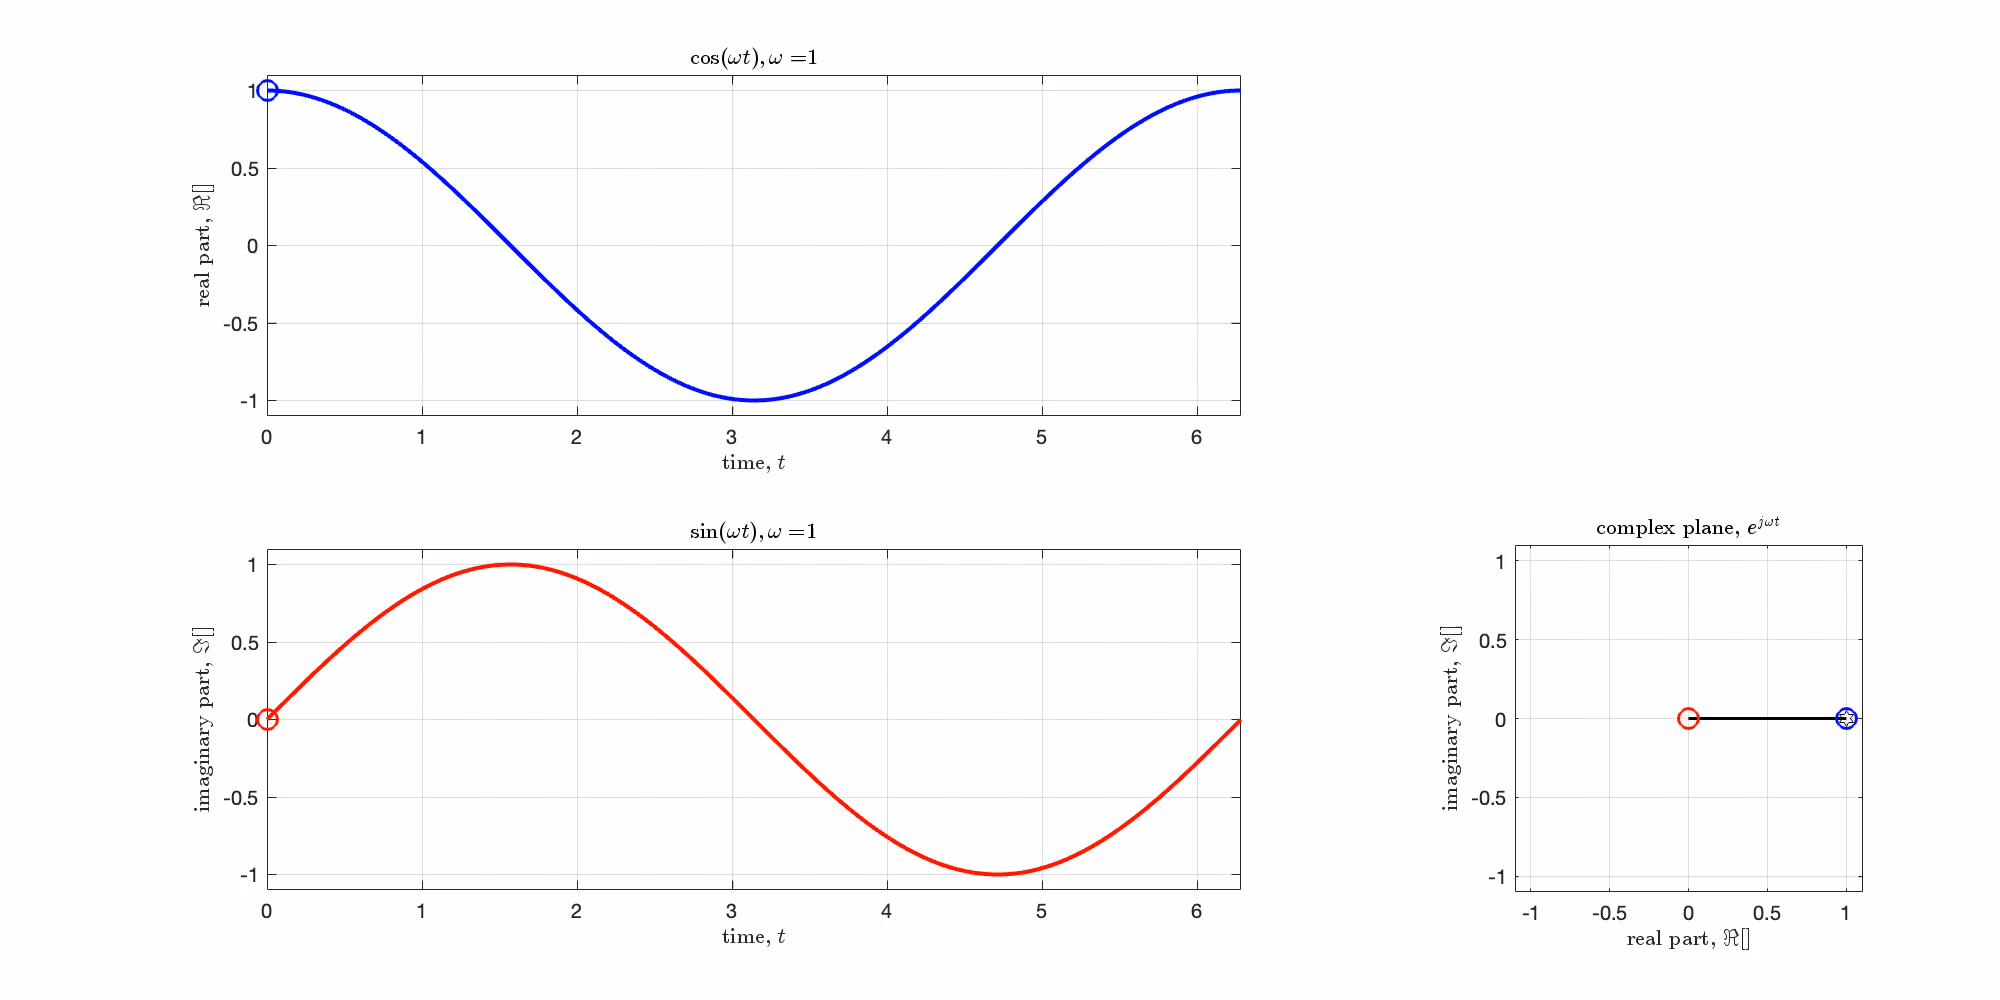 cos(ωt), ω =1
real part, ℜ[]
1
0.5
0
-0.5
-1
0 1 2 3 4 5 6
time, t
sin(ωt), ω =1
imaginary part, ℑ[]
1
0.5
0
-0.5
-1
0 1 2 3 4 5 6
time, t
complex plane, e^{jωt}
imaginary part, ℑ[]
1
0.5
0
-0.5
-1
-1 -0.5 0 0.5 1
real part, ℜ[]